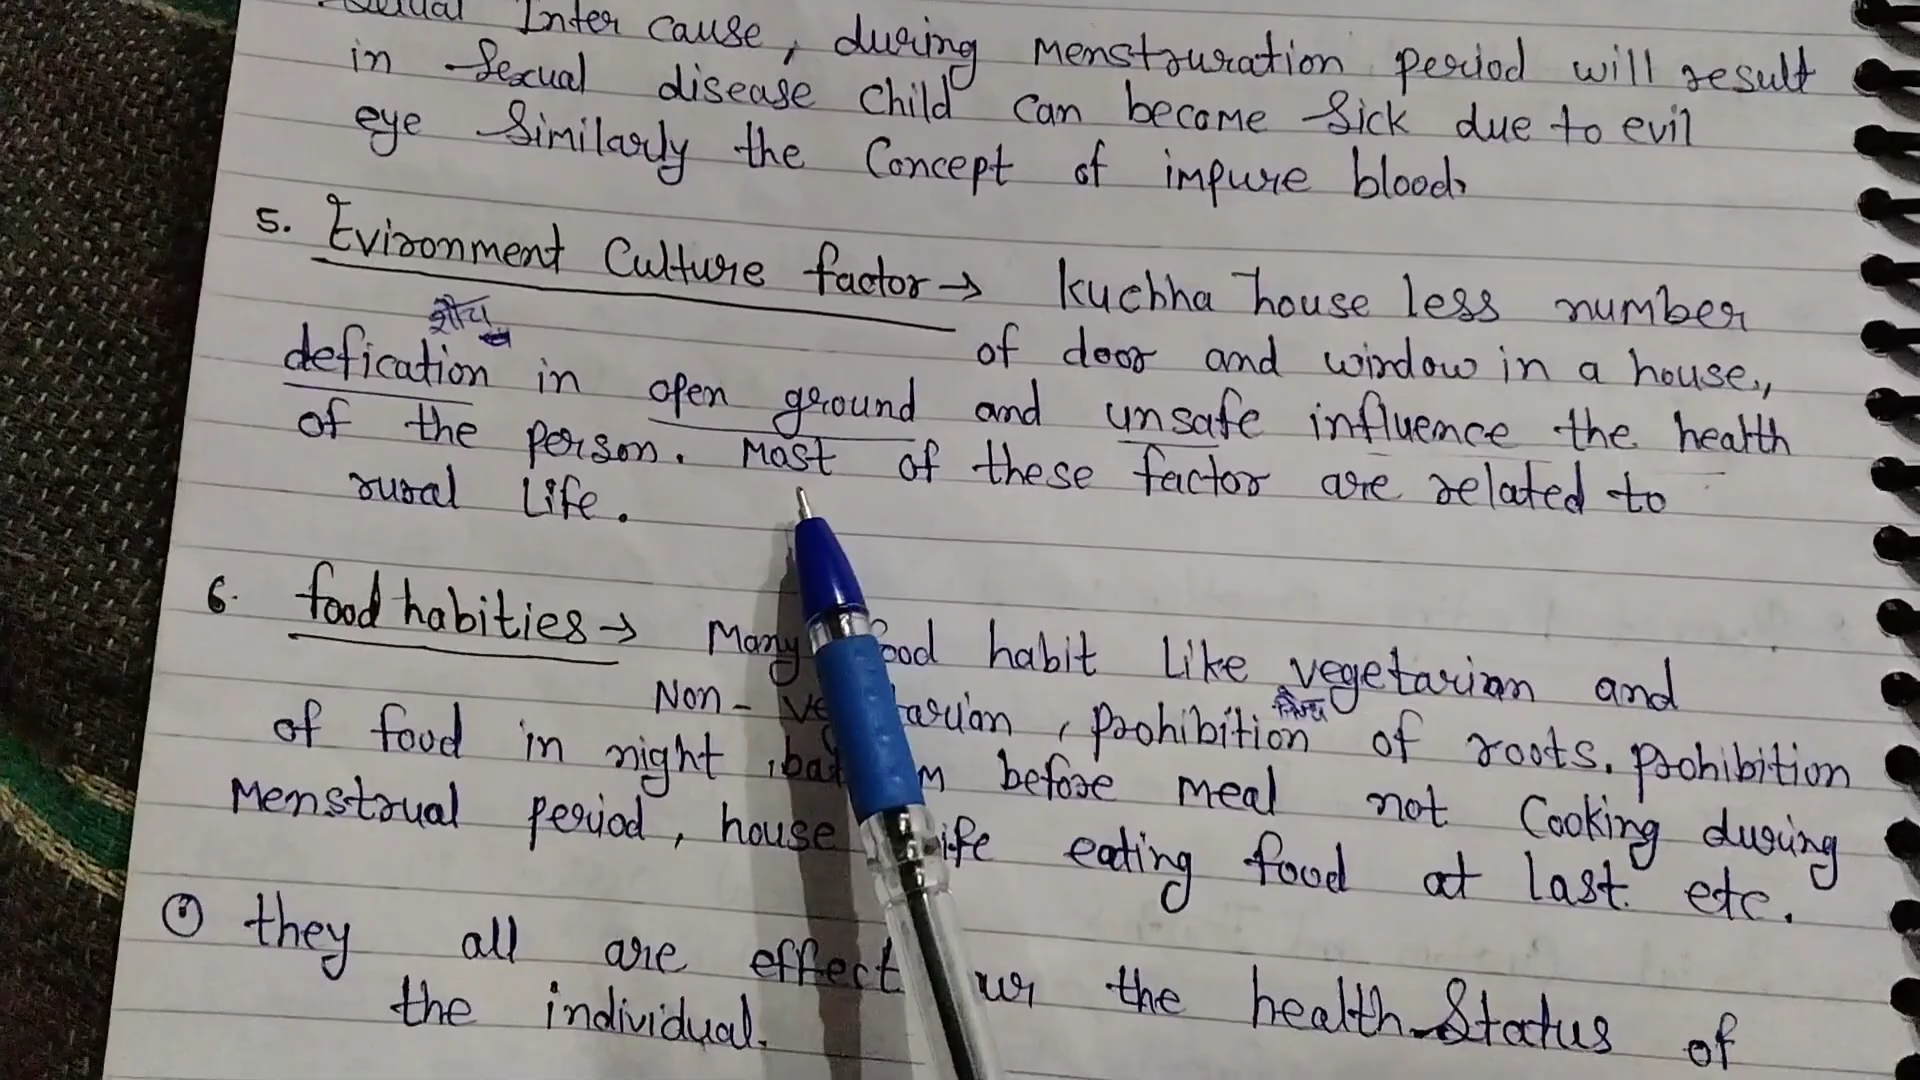 Inter cause, during menstruration period will result
in Sexual disease child can become Sick due to evil
eye Similarly the Concept of impure blood.
5. Evironment Culture factor → kuchha house less number
of door and window in a house,,
शौच
defication in open ground and unsafe influence the health
of the person. Most of these factor are related to
rural Life.
6. food habities → Many food habit like vegetarian and
Non- arian, prohibition of roots. prohibition
of food in night, before meal not Cooking during
menstrual period, house ife eating food at last. etc.
they all are effect the health Status of
the individual.